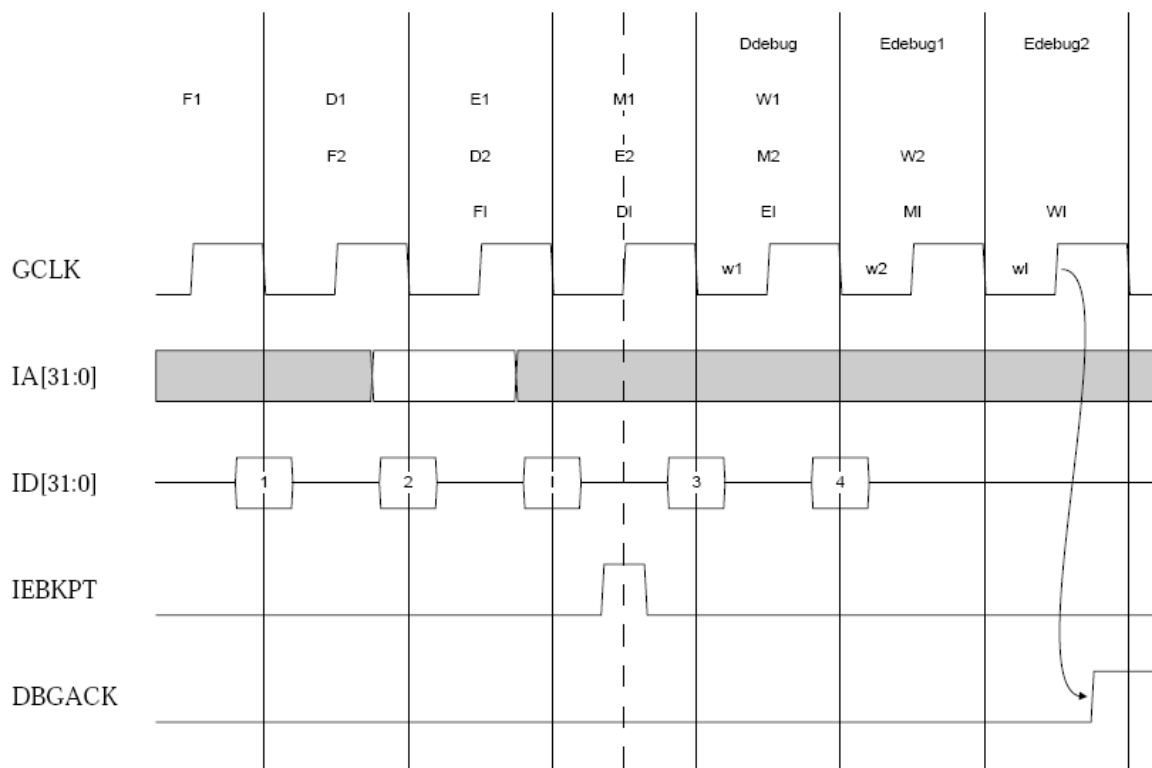 Ddebug Edebug1 Edebug2
F1 D1 E1 M1 W1
F2 D2 E2 M2 W2
FI DI EI MI WI
GCLK w1 w2 wI
IA[31:0]
ID[31:0] 1 2 I 3 4
IEBKPT
DBGACK